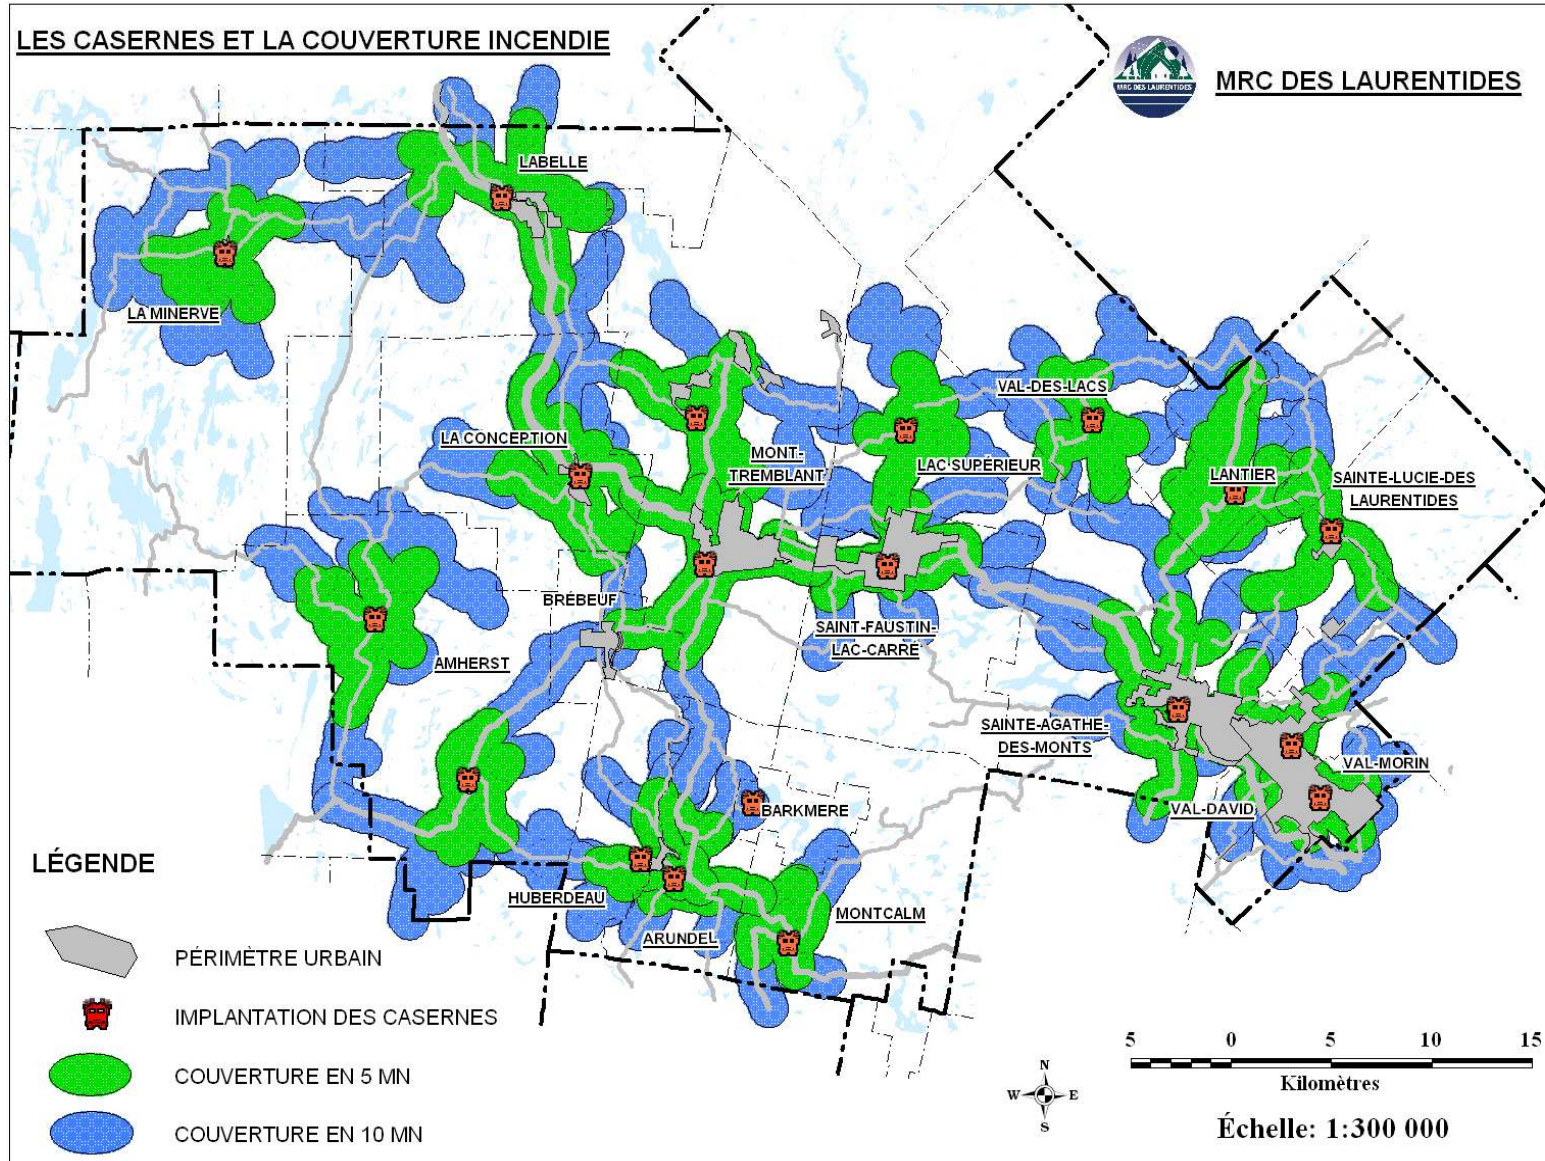 LES CASERNES ET LA COUVERTURE INCENDIE
MRC DES LAURENTIDES
MRC DES LAURENTIDES
LABELLE
LA MINERVE
VAL-DES-LACS
LA CONCEPTION
MONT-
TREMBLANT
LAC SUPÉRIEUR
LANTIER
SAINTE-LUCIE-DES
LAURENTIDES
BRÉBEUF
SAINT-FAUSTIN-
LAC-CARRÉ
AMHERST
SAINTE-AGATHE-
DES-MONTS
VAL-MORIN
VAL-DAVID
BARKMERE
HUBERDEAU
MONTCALM
ARUNDEL
LÉGENDE
PÉRIMÈTRE URBAIN
IMPLANTATION DES CASERNES
COUVERTURE EN 5 MN
COUVERTURE EN 10 MN
N
W E
S
5 0 5 10 15
Kilomètres
Échelle: 1:300 000